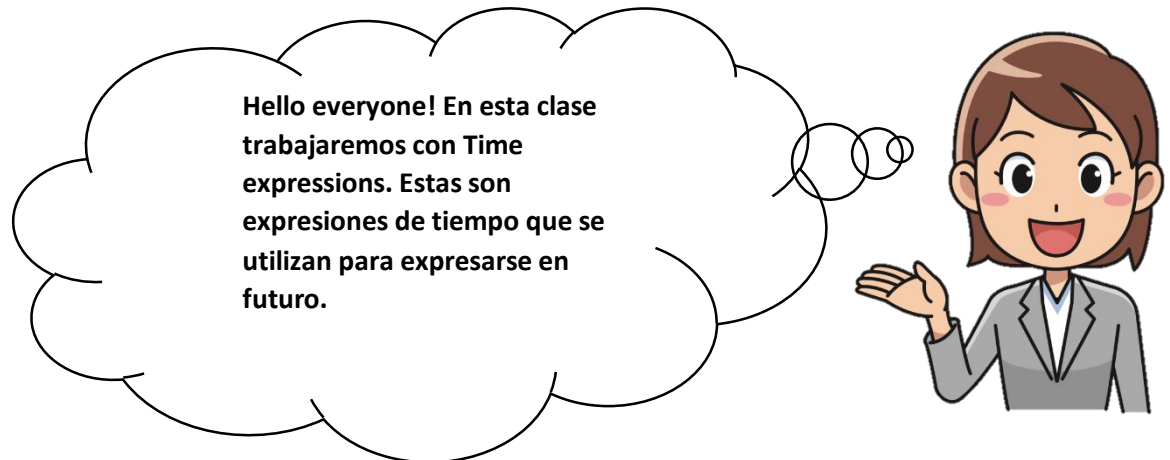 Hello everyone! En esta clase
trabajaremos con Time
expressions. Estas son
expresiones de tiempo que se
utilizan para expresarse en
futuro.